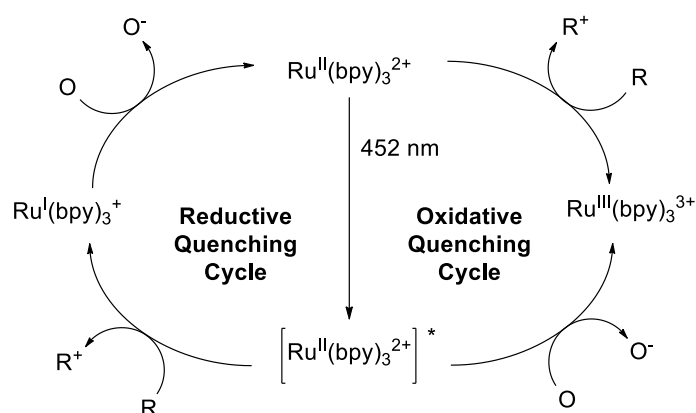 O⁻
R⁺
Ruᴵᴵ(bpy)₃²⁺
O
R
452 nm
Ruᴵ(bpy)₃⁺
Reductive
Quenching
Cycle
Oxidative
Quenching
Cycle
Ruᴵᴵᴵ(bpy)₃³⁺
[Ruᴵᴵ(bpy)₃²⁺]*
R⁺
O⁻
R
O